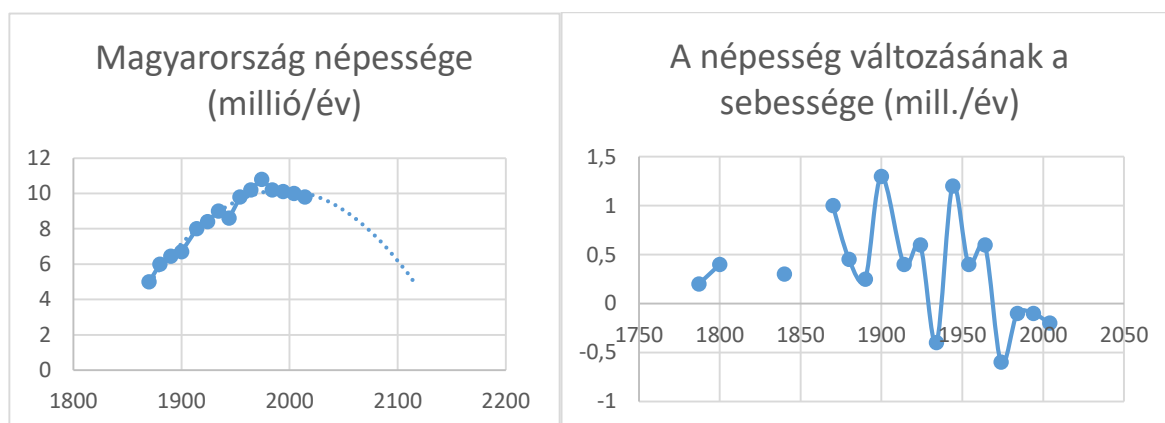 Magyarország népessége
(millió/év)
12
10
8
6
4
2
0
1800 1900 2000 2100 2200
A népesség változásának a
sebessége (mill./év)
1,5
1
0,5
0
-0,5
-1
1750 1800 1850 1900 1950 2000 2050